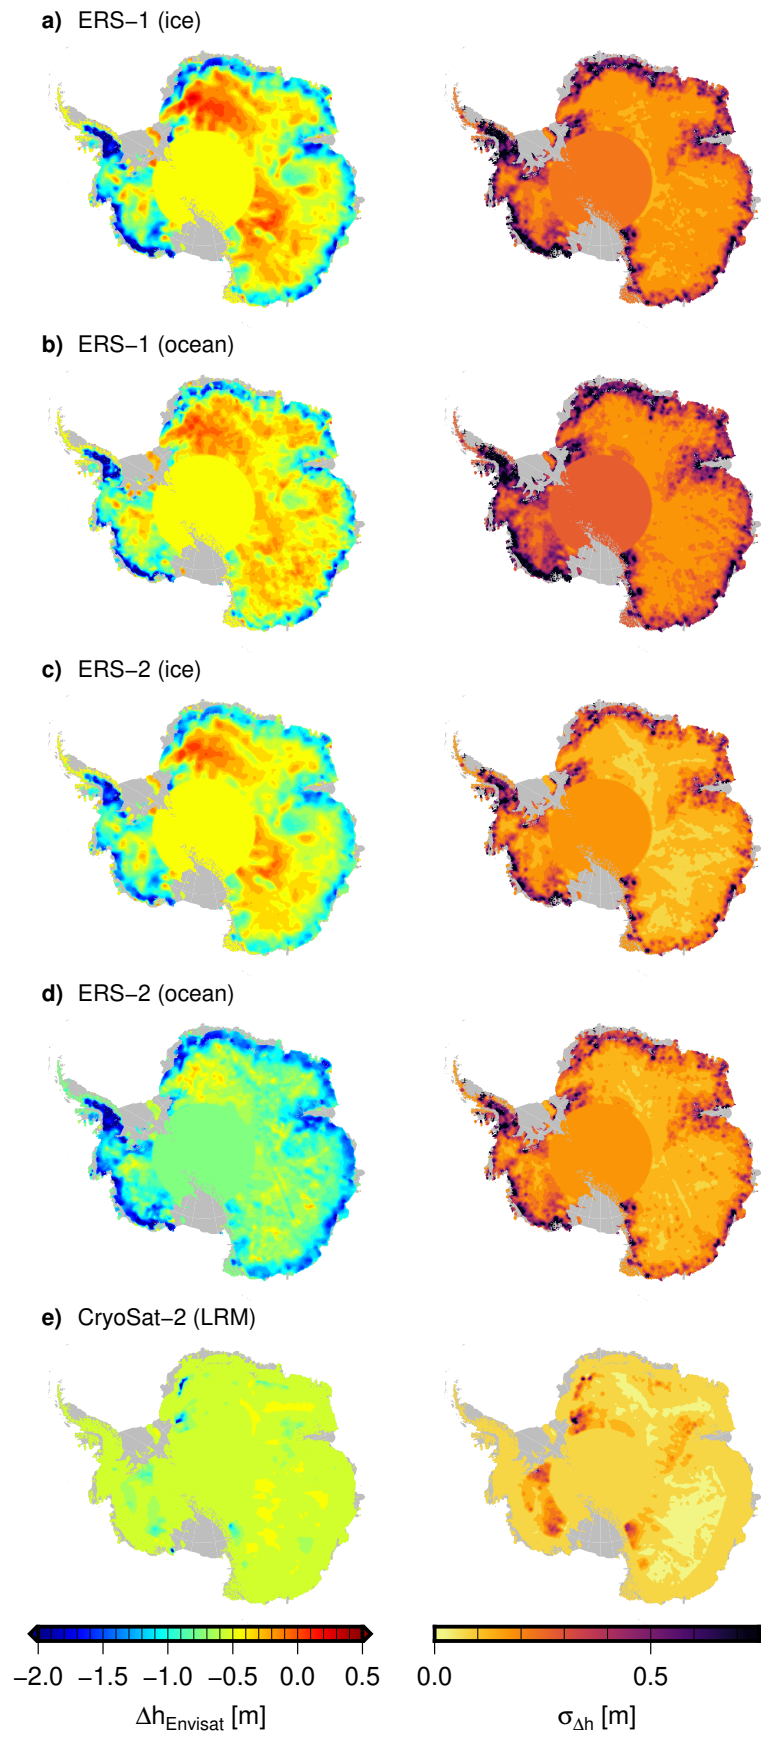 a) ERS−1 (ice)
b) ERS−1 (ocean)
c) ERS−2 (ice)
d) ERS−2 (ocean)
e) CryoSat−2 (LRM)
−2.0 −1.5 −1.0 −0.5 0.0 0.5
ΔhEnvisat [m]
0.0 0.5
σΔh [m]